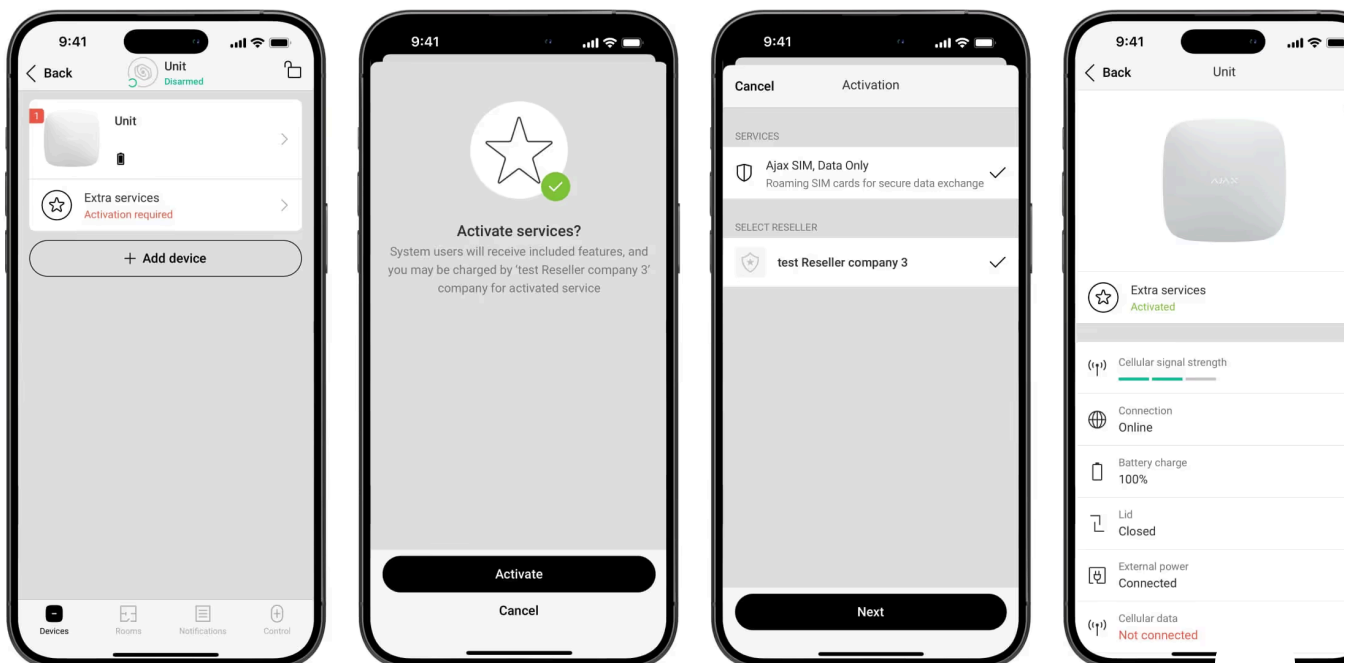 9:41
Back
Unit
Disarmed
1
Unit
Extra services
Activation required
+ Add device
Devices
Rooms
Notifications
Control
9:41
Activate services?
System users will receive included features, and
you may be charged by 'test Reseller company 3'
company for activated service
Activate
Cancel
9:41
Cancel
Activation
SERVICES
Ajax SIM, Data Only
Roaming SIM cards for secure data exchange
SELECT RESELLER
test Reseller company 3
Next
9:41
Back
Unit
AJAX
Extra services
Activated
Cellular signal strength
Connection
Online
Battery charge
100%
Lid
Closed
External power
Connected
Cellular data
Not connected